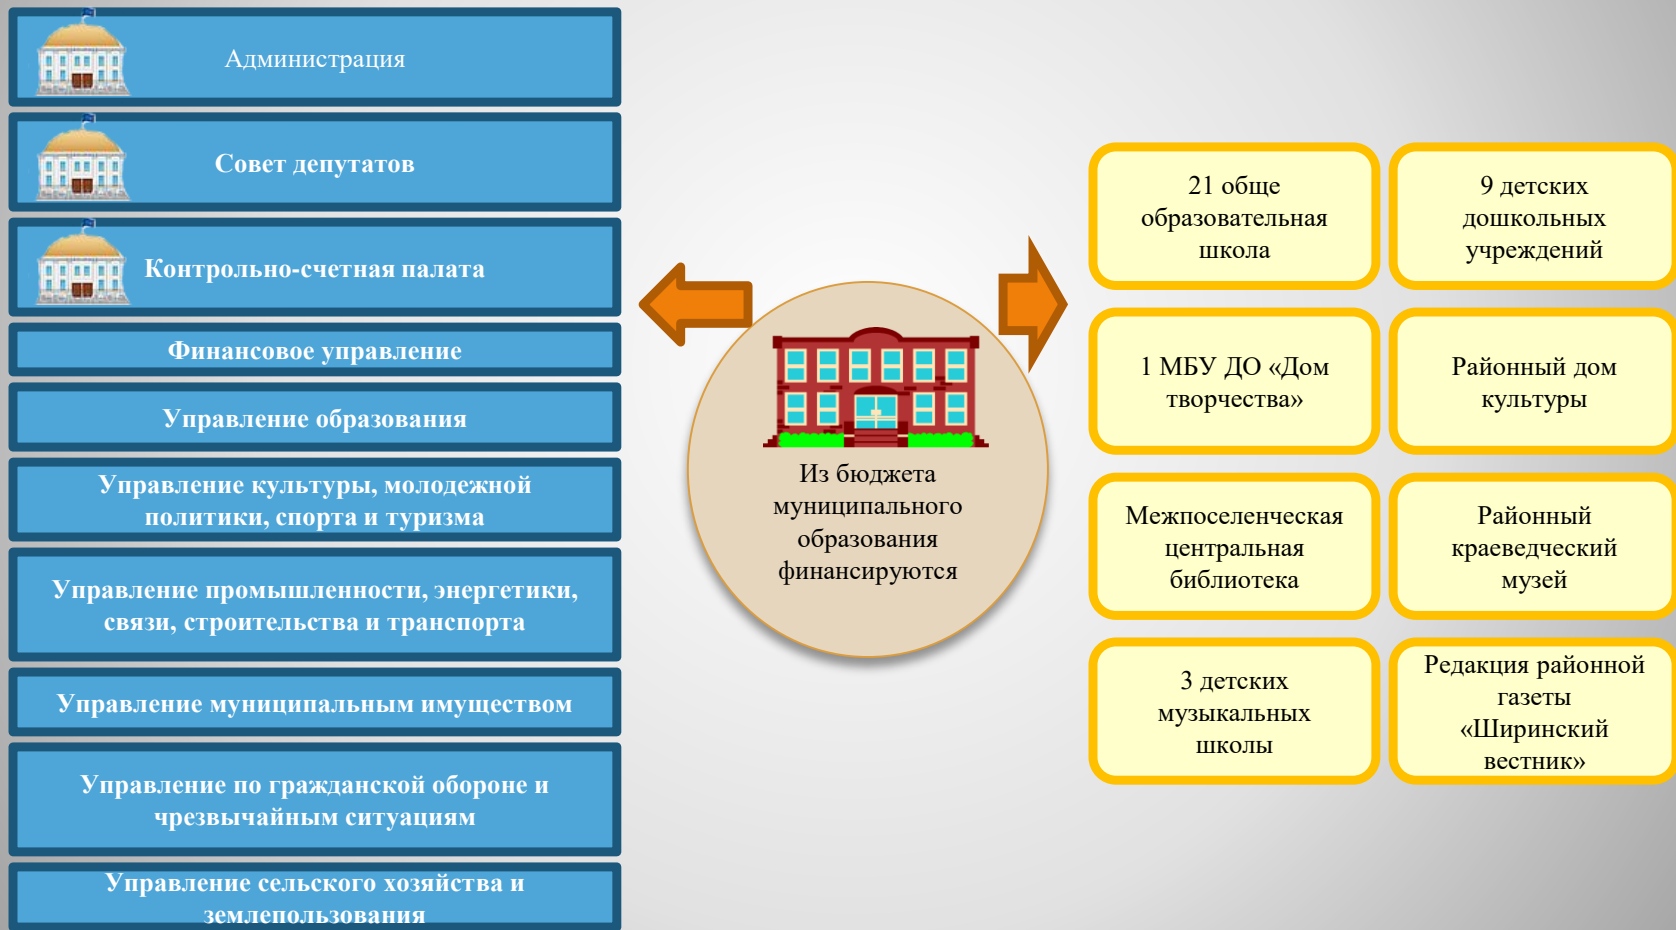 Администрация
Совет депутатов
Контрольно-счетная палата
Финансовое управление
Управление образования
Управление культуры, молодежной
политики, спорта и туризма
Управление промышленности, энергетики,
связи, строительства и транспорта
Управление муниципальным имуществом
Управление по гражданской обороне и
чрезвычайным ситуациям
Управление сельского хозяйства и
землепользования
Из бюджета
муниципального
образования
финансируются
21 обще
образовательная
школа
9 детских
дошкольных
учреждений
1 МБУ ДО «Дом
творчества»
Районный дом
культуры
Межпоселенческая
центральная
библиотека
Районный
краеведческий
музей
3 детских
музыкальных
школы
Редакция районной
газеты
«Ширинский
вестник»